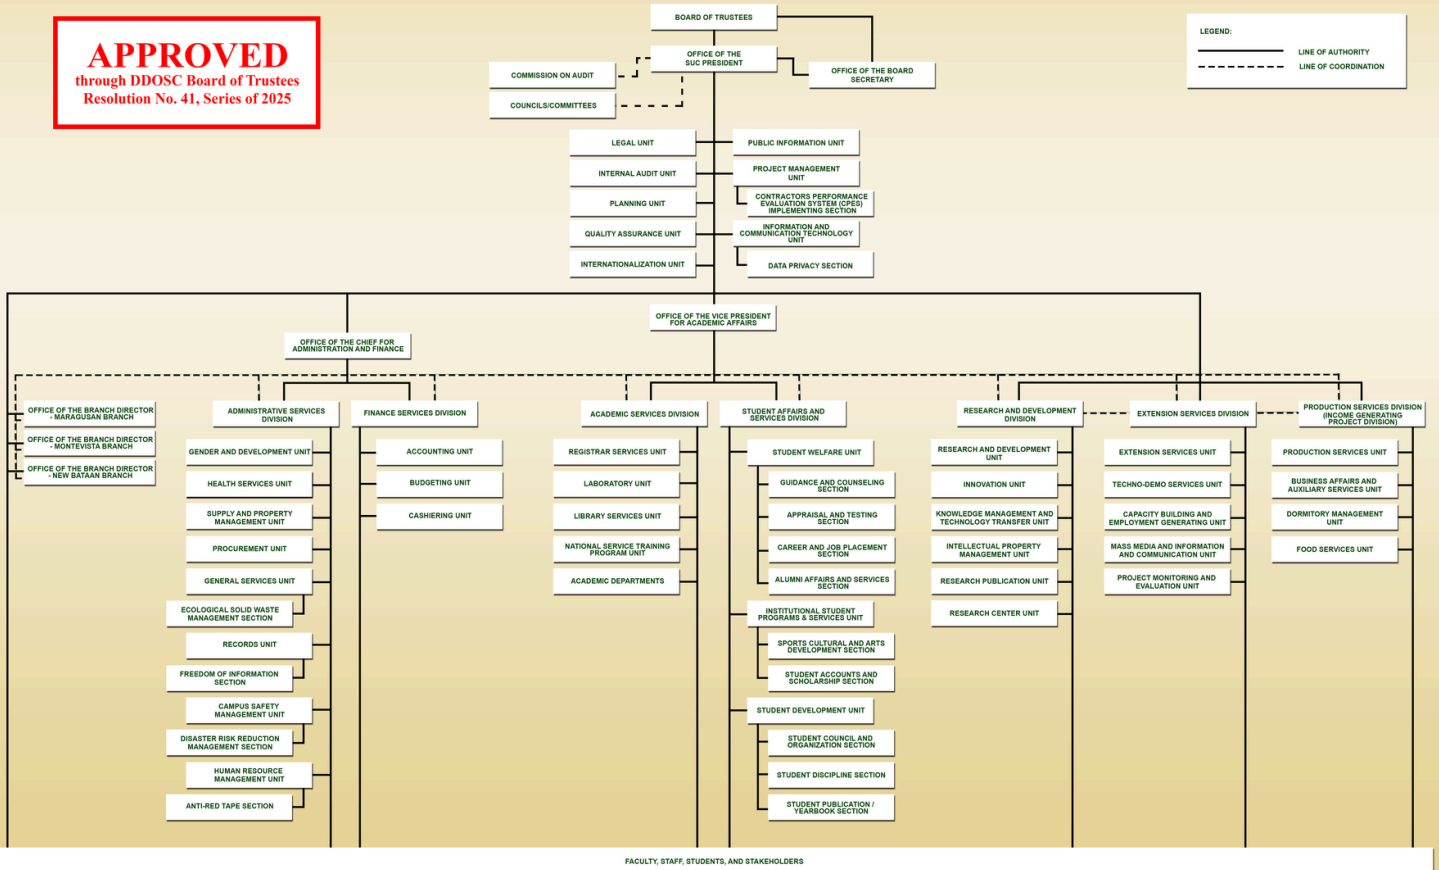 APPROVED
through DDOSC Board of Trustees
Resolution No. 41, Series of 2025
BOARD OF TRUSTEES
OFFICE OF THE
SUC PRESIDENT
COMMISSION ON AUDIT
OFFICE OF THE BOARD
SECRETARY
COUNCILS/COMMITTEES
LEGEND:
LINE OF AUTHORITY
LINE OF COORDINATION
LEGAL UNIT
PUBLIC INFORMATION UNIT
INTERNAL AUDIT UNIT
PROJECT MANAGEMENT
UNIT
PLANNING UNIT
CONTRACTORS PERFORMANCE
EVALUATION SYSTEM (CPES)
IMPLEMENTING SECTION
QUALITY ASSURANCE UNIT
INFORMATION AND
COMMUNICATION TECHNOLOGY
UNIT
INTERNATIONALIZATION UNIT
DATA PRIVACY SECTION
OFFICE OF THE VICE PRESIDENT
FOR ACADEMIC AFFAIRS
OFFICE OF THE CHIEF FOR
ADMINISTRATION AND FINANCE
OFFICE OF THE BRANCH DIRECTOR
- MARAGUSAN BRANCH
OFFICE OF THE BRANCH DIRECTOR
- MONTEVISTA BRANCH
OFFICE OF THE BRANCH DIRECTOR
- NEW BATAAN BRANCH
ADMINISTRATIVE SERVICES
DIVISION
GENDER AND DEVELOPMENT UNIT
HEALTH SERVICES UNIT
SUPPLY AND PROPERTY
MANAGEMENT UNIT
PROCUREMENT UNIT
GENERAL SERVICES UNIT
ECOLOGICAL SOLID WASTE
MANAGEMENT SECTION
RECORDS UNIT
FREEDOM OF INFORMATION
SECTION
CAMPUS SAFETY
MANAGEMENT UNIT
DISASTER RISK REDUCTION
MANAGEMENT SECTION
HUMAN RESOURCE
MANAGEMENT UNIT
ANTI-RED TAPE SECTION
FINANCE SERVICES DIVISION
ACCOUNTING UNIT
BUDGETING UNIT
CASHIERING UNIT
ACADEMIC SERVICES DIVISION
REGISTRAR SERVICES UNIT
LABORATORY UNIT
LIBRARY SERVICES UNIT
NATIONAL SERVICE TRAINING
PROGRAM UNIT
ACADEMIC DEPARTMENTS
STUDENT AFFAIRS AND
SERVICES DIVISION
STUDENT WELFARE UNIT
GUIDANCE AND COUNSELING
SECTION
APPRAISAL AND TESTING
SECTION
CAREER AND JOB PLACEMENT
SECTION
ALUMNI AFFAIRS AND SERVICES
SECTION
INSTITUTIONAL STUDENT
PROGRAMS & SERVICES UNIT
SPORTS CULTURAL AND ARTS
DEVELOPMENT SECTION
STUDENT ACCOUNTS AND
SCHOLARSHIP SECTION
STUDENT DEVELOPMENT UNIT
STUDENT COUNCIL AND
ORGANIZATION SECTION
STUDENT DISCIPLINE SECTION
STUDENT PUBLICATION /
YEARBOOK SECTION
RESEARCH AND DEVELOPMENT
DIVISION
RESEARCH AND DEVELOPMENT
UNIT
INNOVATION UNIT
KNOWLEDGE MANAGEMENT AND
TECHNOLOGY TRANSFER UNIT
INTELLECTUAL PROPERTY
MANAGEMENT UNIT
RESEARCH PUBLICATION UNIT
RESEARCH CENTER UNIT
EXTENSION SERVICES DIVISION
EXTENSION SERVICES UNIT
TECHNO-DEMO SERVICES UNIT
CAPACITY BUILDING AND
EMPLOYMENT GENERATING UNIT
MASS MEDIA AND INFORMATION
AND COMMUNICATION UNIT
PROJECT MONITORING AND
EVALUATION UNIT
PRODUCTION SERVICES DIVISION
(INCOME GENERATING
PROJECT DIVISION)
PRODUCTION SERVICES UNIT
BUSINESS AFFAIRS AND
AUXILIARY SERVICES UNIT
DORMITORY MANAGEMENT
UNIT
FOOD SERVICES UNIT
FACULTY, STAFF, STUDENTS, AND STAKEHOLDERS